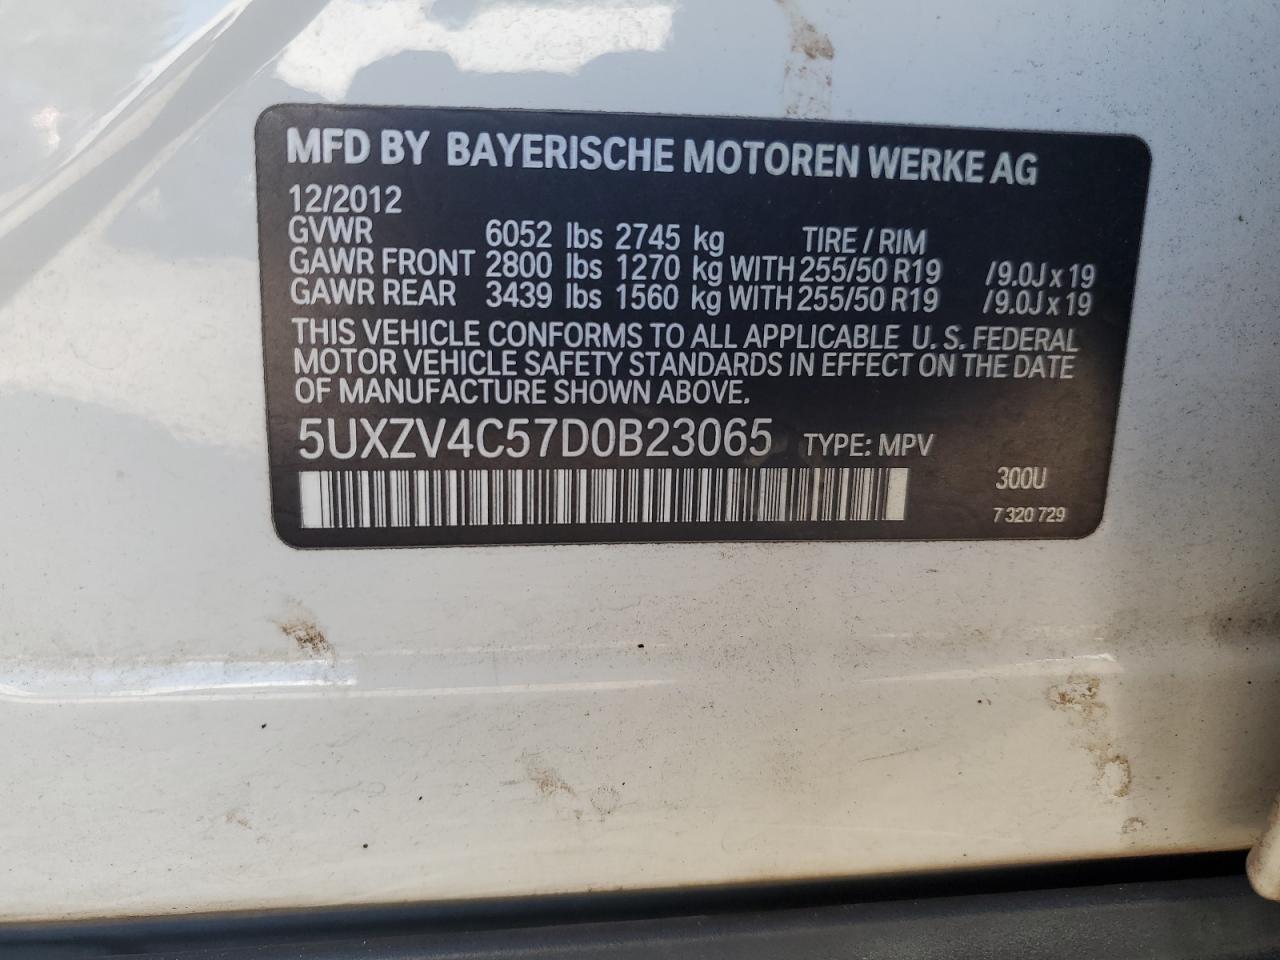 MFD BY BAYERISCHE MOTOREN WERKE AG
12/2012
GVWR 6052 lbs 2745 kg TIRE / RIM
GAWR FRONT 2800 lbs 1270 kg WITH 255/50 R19 /9.0J x 19
GAWR REAR 3439 lbs 1560 kg WITH 255/50 R19 /9.0J x 19
THIS VEHICLE CONFORMS TO ALL APPLICABLE U. S. FEDERAL
MOTOR VEHICLE SAFETY STANDARDS IN EFFECT ON THE DATE
OF MANUFACTURE SHOWN ABOVE.
5UXZV4C57D0B23065 TYPE: MPV
300U
7 320 729